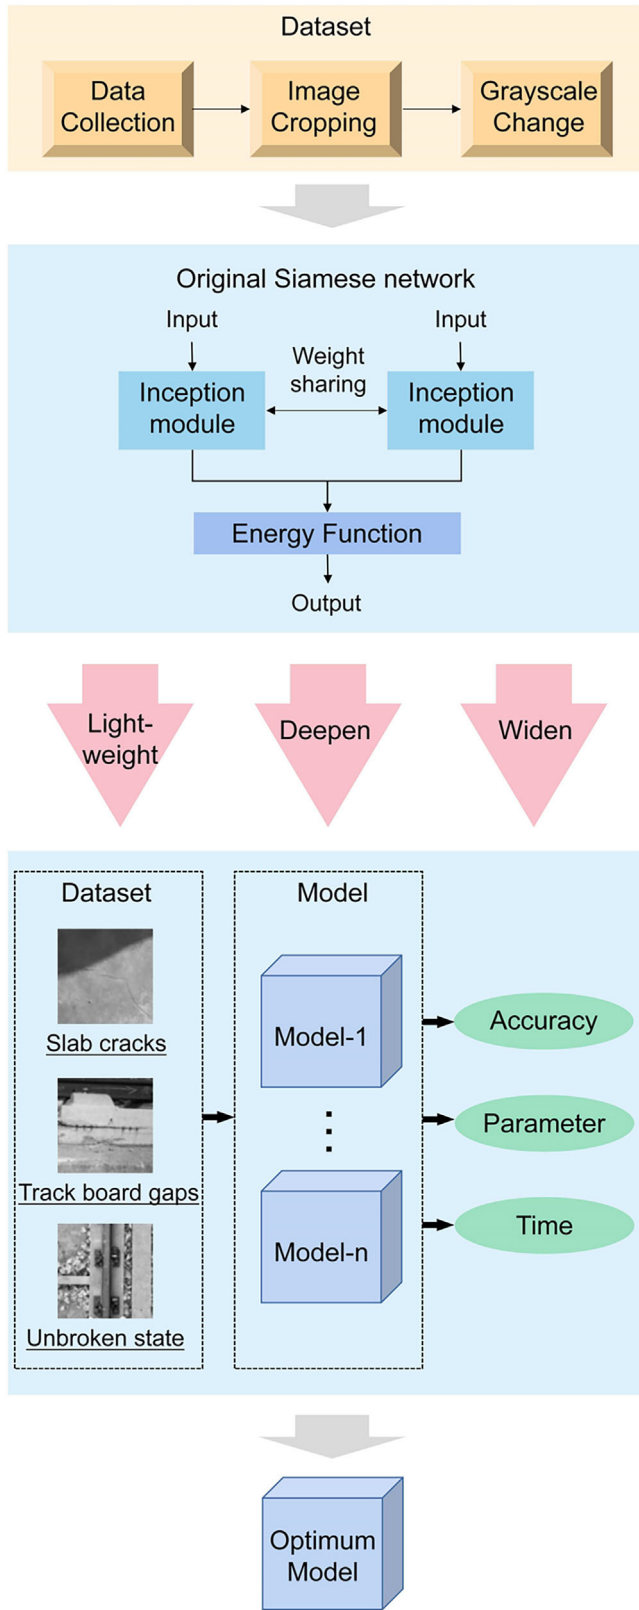 Dataset
Data
Collection
Image
Cropping
Grayscale
Change
Original Siamese network
Input
Input
Weight
sharing
Inception
module
Inception
module
Energy Function
Output
Light-
weight
Deepen
Widen
Dataset
Slab cracks
Track board gaps
Unbroken state
Model
Model-1
Model-n
Accuracy
Parameter
Time
Optimum
Model